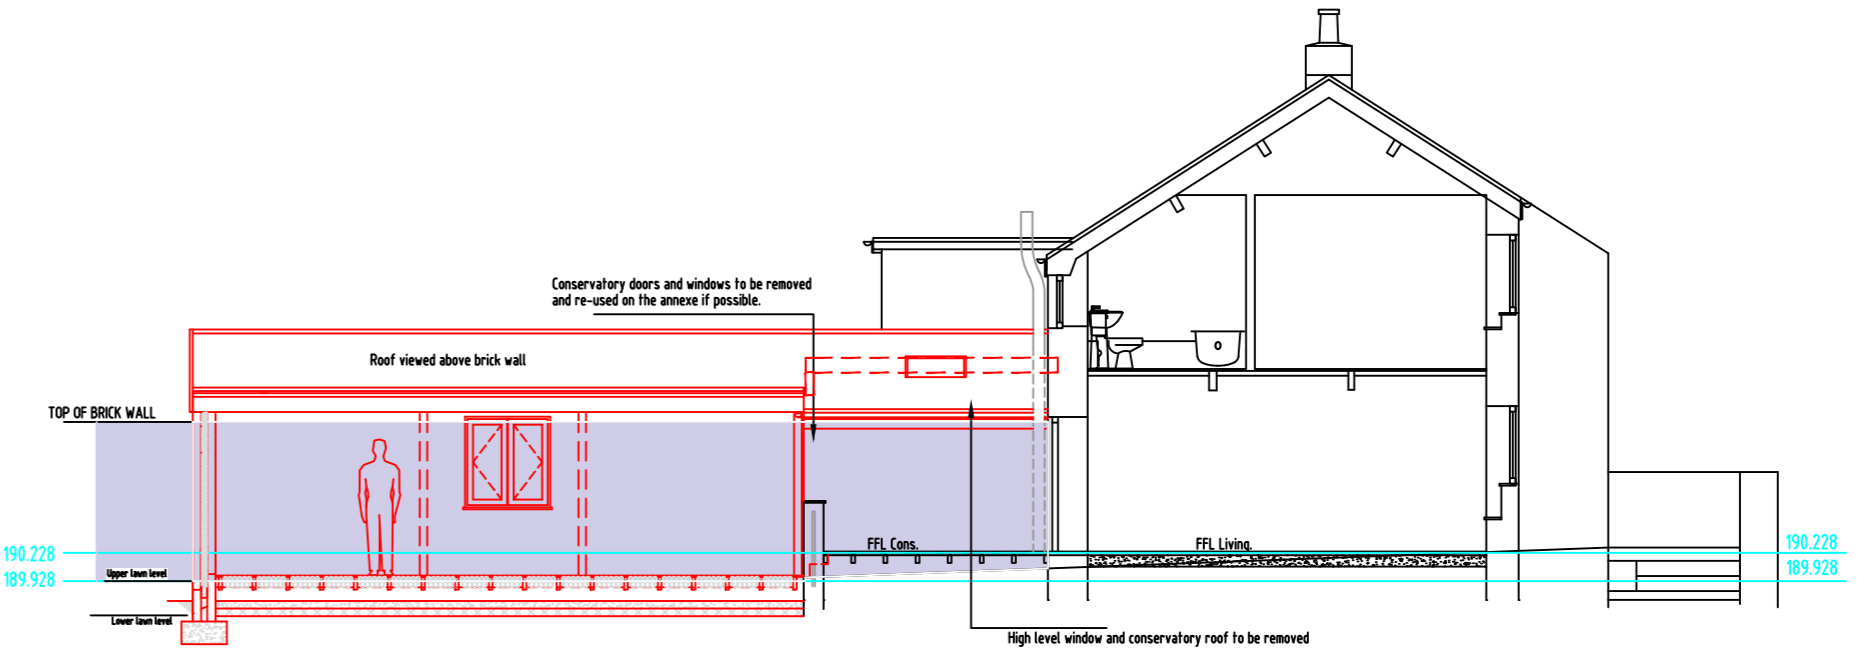 Conservatory doors and windows to be removed
and re-used on the annexe if possible.
Roof viewed above brick wall
TOP OF BRICK WALL
FFL Cons.
FFL Living.
190.228
190.228
Upper lawn level
189.928
189.928
Lower lawn level
High level window and conservatory roof to be removed